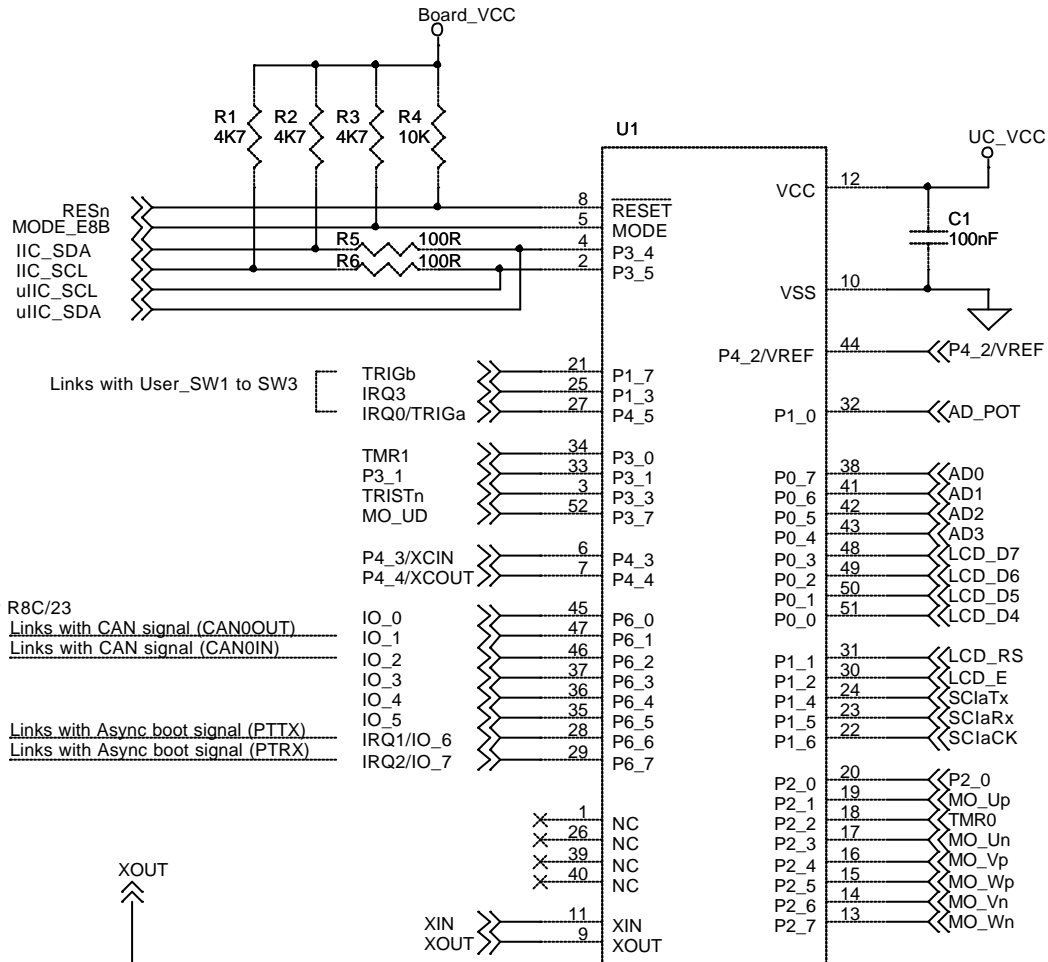 Board_VCC
R1
4K7
R2
4K7
R3
4K7
R4
10K
U1
UC_VCC
VCC
12
C1
100nF
VSS
10
RESn
MODE_E8B
IIC_SDA
IIC_SCL
uIIC_SCL
uIIC_SDA
R5
100R
R6
100R
8
RESET
5
MODE
4
P3_4
2
P3_5
P4_2/VREF
44
P4_2/VREF
Links with User_SW1 to SW3
TRIGb
21
P1_7
IRQ3
25
P1_3
IRQ0/TRIGa
27
P4_5
P1_0
32
AD_POT
TMR1
34
P3_0
P3_1
33
P3_1
TRISTn
3
P3_3
MO_UD
52
P3_7
P0_7
38
AD0
P0_6
41
AD1
P0_5
42
AD2
P0_4
43
AD3
P0_3
48
LCD_D7
P0_2
49
LCD_D6
P0_1
50
LCD_D5
P0_0
51
LCD_D4
P4_3/XCIN
6
P4_3
P4_4/XCOUT
7
P4_4
R8C/23
Links with CAN signal (CAN0OUT)
Links with CAN signal (CAN0IN)
IO_0
45
P6_0
IO_1
47
P6_1
IO_2
46
P6_2
IO_3
37
P6_3
IO_4
36
P6_4
IO_5
35
P6_5
Links with Async boot signal (PTTX)
IRQ1/IO_6
28
P6_6
Links with Async boot signal (PTRX)
IRQ2/IO_7
29
P6_7
P1_1
31
LCD_RS
P1_2
30
LCD_E
P1_4
24
SCIaTx
P1_5
23
SCIaRx
P1_6
22
SCIaCK
P2_0
20
P2_0
P2_1
19
MO_Up
P2_2
18
TMR0
P2_3
17
MO_Un
P2_4
16
MO_Vp
P2_5
15
MO_Wp
P2_6
14
MO_Vn
P2_7
13
MO_Wn
1
NC
26
NC
39
NC
40
NC
XOUT
XIN
11
XIN
XOUT
9
XOUT